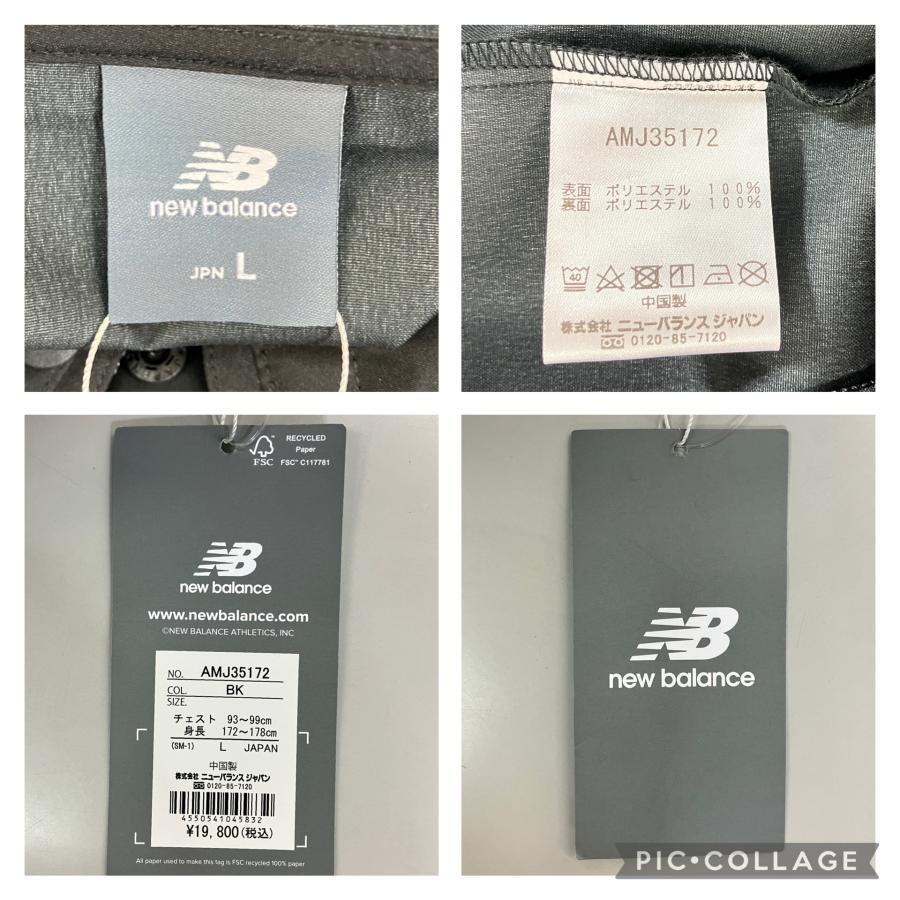 NB
new balance
JPN L
AMJ35172
表面 ポリエステル 100%
裏面 ポリエステル 100%
40
中国製
株式会社 ニューバランス ジャパン
0120-85-7120
RECYCLED
Paper
FSC™ C117781
FSC
NB
new balance
www.newbalance.com
©NEW BALANCE ATHLETICS, INC
NO. AMJ35172
COL. BK
SIZE.
チェスト 93～99cm
身長 172～178cm
(SM-1) L JAPAN
中国製
株式会社 ニューバランス ジャパン
0120-85-7120
4550541045832
¥19,800(税込)
All paper used to make this tag is FSC recycled 100% paper
NB
new balance
PIC•COLLAGE